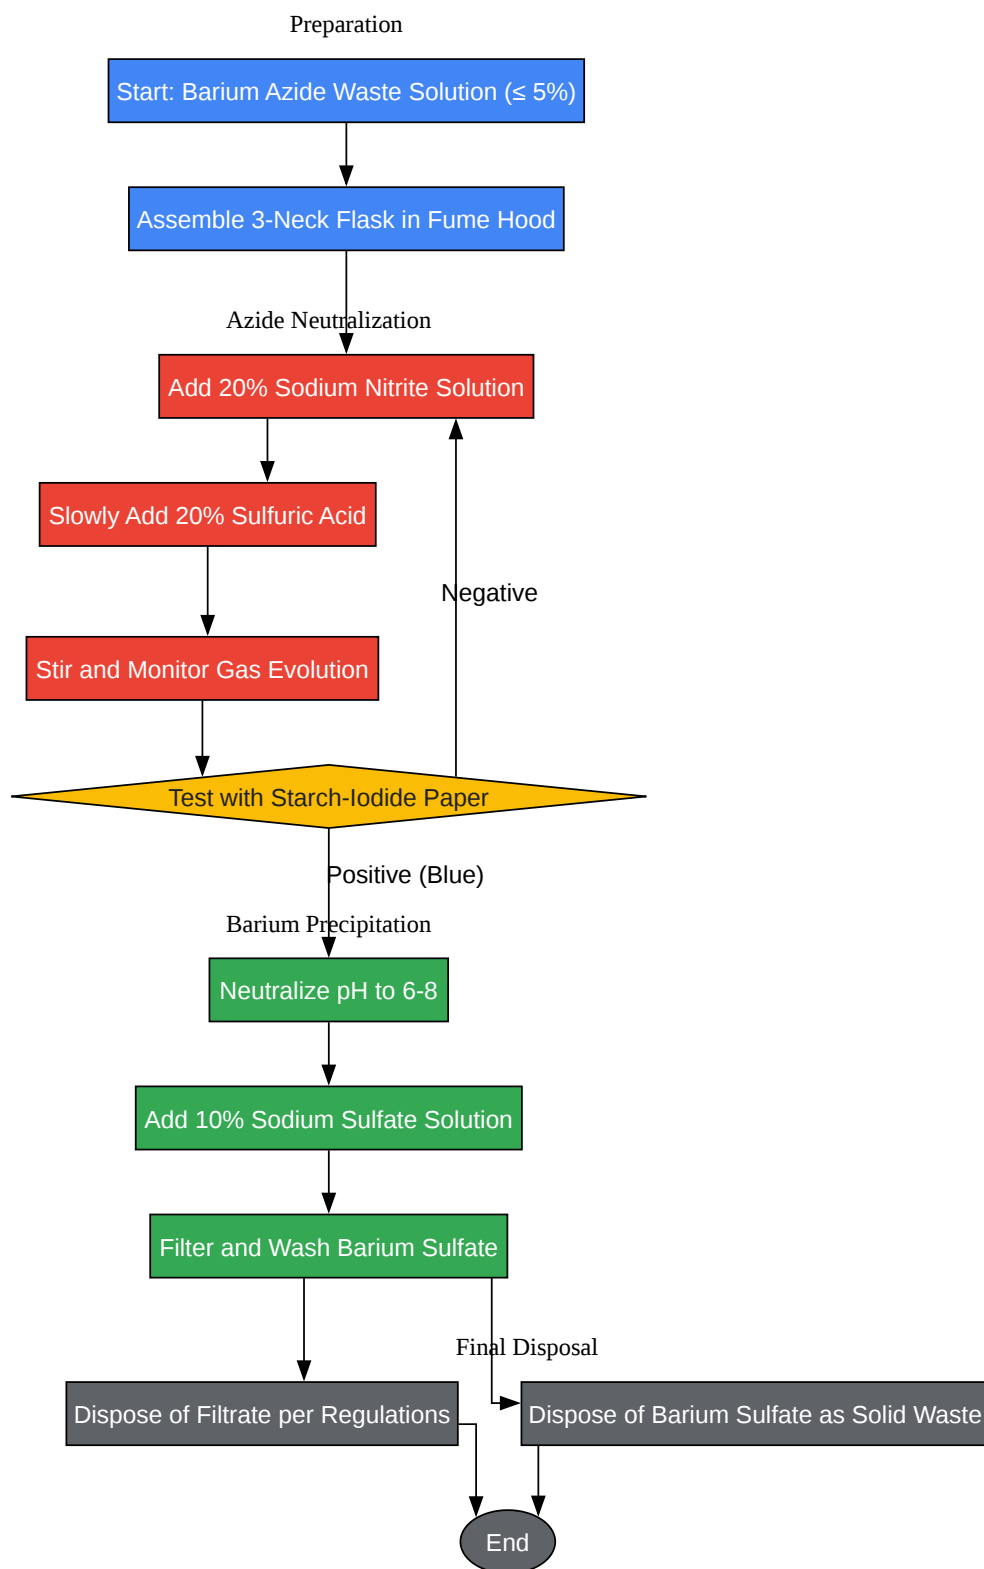 Preparation
Start: Barium Azide Waste Solution (≤ 5%)
Assemble 3-Neck Flask in Fume Hood
Azide Neutralization
Add 20% Sodium Nitrite Solution
Slowly Add 20% Sulfuric Acid
Negative
Stir and Monitor Gas Evolution
Test with Starch-Iodide Paper
Positive (Blue)
Barium Precipitation
Neutralize pH to 6-8
Add 10% Sodium Sulfate Solution
Filter and Wash Barium Sulfate
Final Disposal
Dispose of Filtrate per Regulations
Dispose of Barium Sulfate as Solid Waste
End